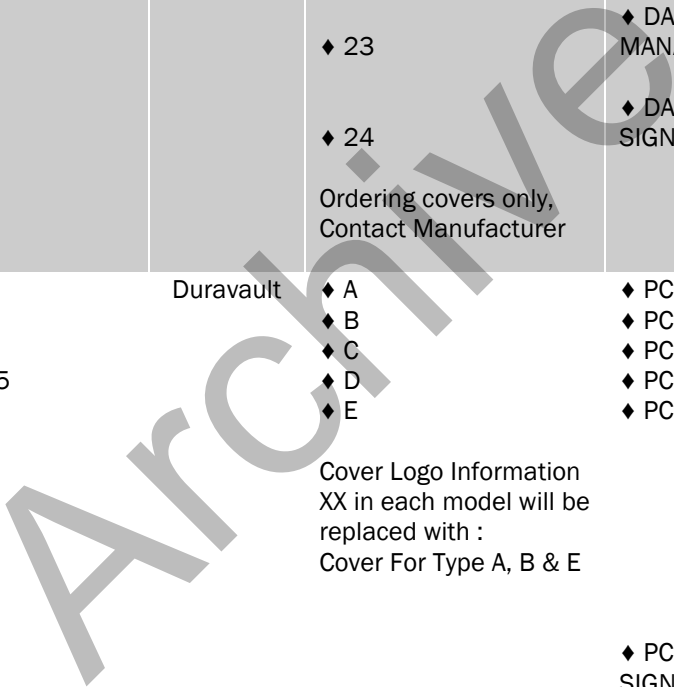 ♦ 23
♦ 24
Ordering covers only,
Contact Manufacturer
♦ DA
MANA
♦ DA
SIGN
5
Duravault
♦ A
♦ B
♦ C
♦ D
♦ E
Cover Logo Information
XX in each model will be
replaced with :
Cover For Type A, B & E
♦ PC
♦ PC
♦ PC
♦ PC
♦ PC
♦ PC
SIGN
Archive